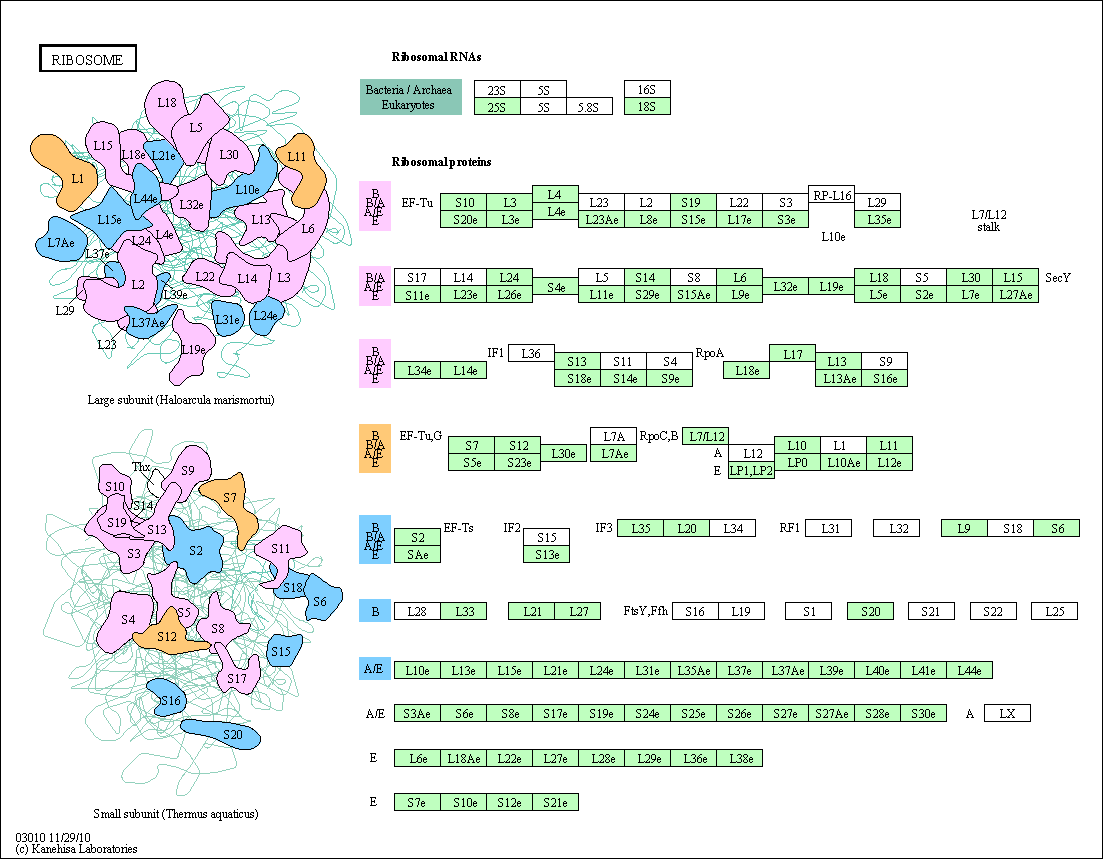 RIBOSOME
Ribosomal RNAs
Bacteria / Archaea 23S 5S 16S
Eukaryotes 25S 5S 5.8S 18S
Ribosomal proteins
L18
L5
L15
L18e
L21e
L30
L11
L1
L44e
L10e
L32e
L15e
L13
L6
L7Ae
L4e
L24
L37e
L2
L22
L14
L3
L39e
L29
L37Ae
L31e
L24e
L23
L19e
Large subunit (Haloarcula marismortui)
Thx
S9
S10
S14
S7
S19
S13
S3
S2
S11
S18
S6
S4
S5
S12
S8
S15
S17
S16
S20
Small subunit (Thermus aquaticus)
B
B/A
A/E
E
EF-Tu
S10 L3 L4 L23 L2 S19 L22 S3 RP-L16 L29
S20e L3e L4e L23Ae L8e S15e L17e S3e L35e
L10e
L7/L12
stalk
B/A
A/E
E
S17 L14 L24 L5 S14 S8 L6 L18 S5 L30 L15 SecY
S11e L23e L26e S4e L11e S29e S15Ae L9e L32e L19e L5e S2e L7e L27Ae
B
B/A
A/E
E
IF1 L36 RpoA L17
S13 S11 S4 L13 S9
L34e L14e S18e S14e S9e L18e L13Ae S16e
B
B/A
A/E
E
EF-Tu,G L7A RpoC,B L7/L12
S7 S12 L10 L1 L11
A L12
S5e S23e L30e L7Ae LP0 L10Ae L12e
E LP1,LP2
B
B/A
A/E
E
S2 EF-Ts IF2 S15 IF3 L35 L20 L34 RF1 L31 L32 L9 S18 S6
SAe S13e
B L28 L33 L21 L27 FtsY,Ffh S16 L19 S1 S20 S21 S22 L25
A/E L10e L13e L15e L21e L24e L31e L35Ae L37e L37Ae L39e L40e L41e L44e
A/E S3Ae S6e S8e S17e S19e S24e S25e S26e S27e S27Ae S28e S30e A LX
E L6e L18Ae L22e L27e L28e L29e L36e L38e
E S7e S10e S12e S21e
03010 11/29/10
(c) Kanehisa Laboratories